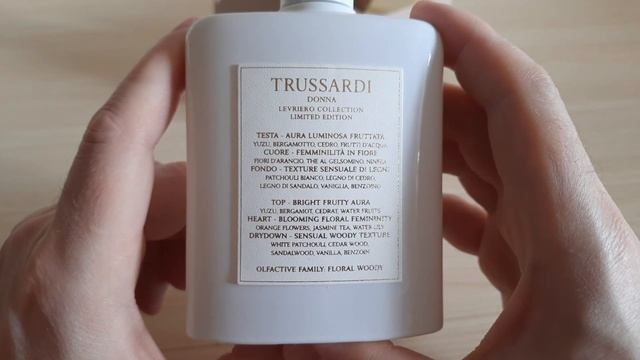 TRUSSARDI
DONNA
LEVRIERO COLLECTION
LIMITED EDITION
TESTA - AURA LUMINOSA FRUTTATA
YUZU, BERGAMOTTO, CEDRO, FRUTTI D'ACQUA
CUORE - FEMMINILITÀ IN FIORE
FIORI D'ARANCIO, THE AL GELSOMINO, NINFEA
FONDO - TEXTURE SENSUALE DI LEGNI
PATCHOULI BIANCO, LEGNO DI CEDRO,
LEGNO DI SANDALO, VANIGLIA, BENZOINO
TOP - BRIGHT FRUITY AURA
YUZU, BERGAMOT, CEDRAT, WATER FRUITS
HEART - BLOOMING FLORAL FEMININITY
ORANGE FLOWERS, JASMINE TEA, WATER LILY
DRYDOWN - SENSUAL WOODY TEXTURE
WHITE PATCHOULI, CEDAR WOOD,
SANDALWOOD, VANILLA, BENZOIN
OLFACTIVE FAMILY: FLORAL WOODY